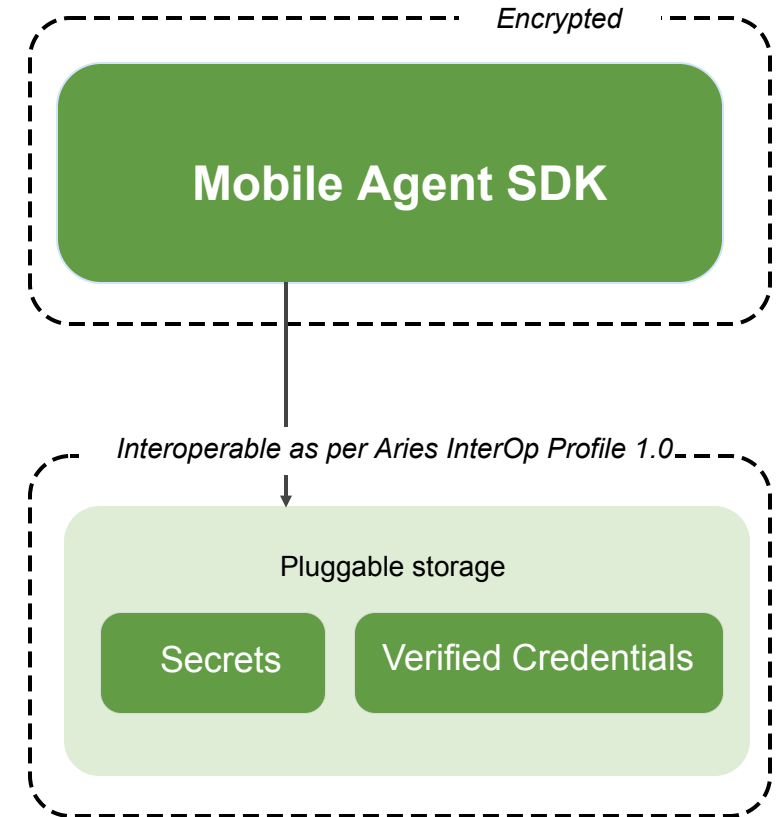 Encrypted
Mobile Agent SDK
Interoperable as per Aries InterOp Profile 1.0
Pluggable storage
Secrets
Verified Credentials